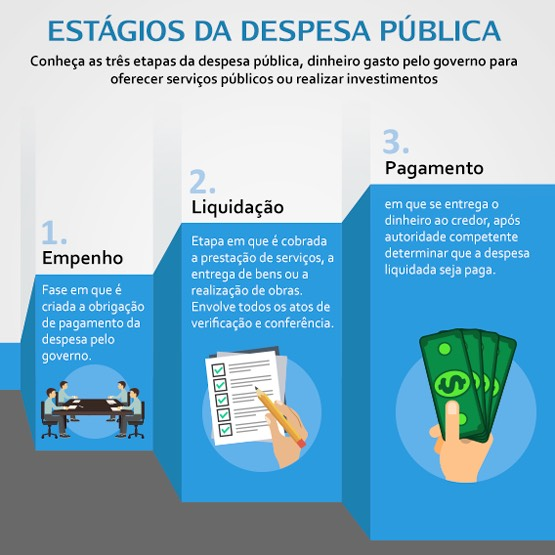 ESTÁGIOS DA DESPESA PÚBLICA
Conheça as três etapas da despesa pública, dinheiro gasto pelo governo para
oferecer serviços públicos ou realizar investimentos
1.
Empenho
Fase em que é
criada a obrigação
de pagamento da
despesa pelo
governo.
2.
Liquidação
Etapa em que é cobrada
a prestação de serviços, a
entrega de bens ou a
realização de obras.
Envolve todos os atos de
verificação e conferência.
3.
Pagamento
em que se entrega o
dinheiro ao credor, após
autoridade competente
determinar que a despesa
liquidada seja paga.
$